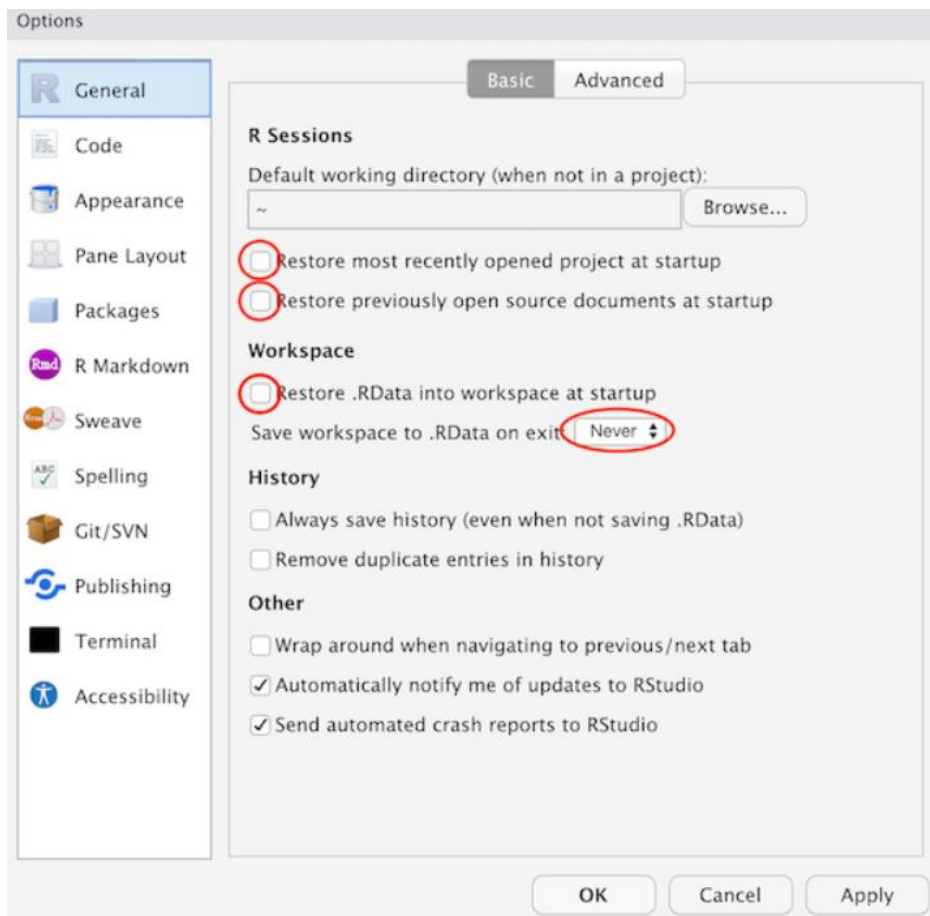 Options
General
Code
Appearance
Pane Layout
Packages
Rmd R Markdown
Sweave
ABC Spelling
Git/SVN
Publishing
Terminal
Accessibility
Basic Advanced
R Sessions
Default working directory (when not in a project):
~ Browse...
Restore most recently opened project at startup
Restore previously open source documents at startup
Workspace
Restore .RData into workspace at startup
Save workspace to .RData on exit: Never
History
Always save history (even when not saving .RData)
Remove duplicate entries in history
Other
Wrap around when navigating to previous/next tab
Automatically notify me of updates to RStudio
Send automated crash reports to RStudio
OK Cancel Apply